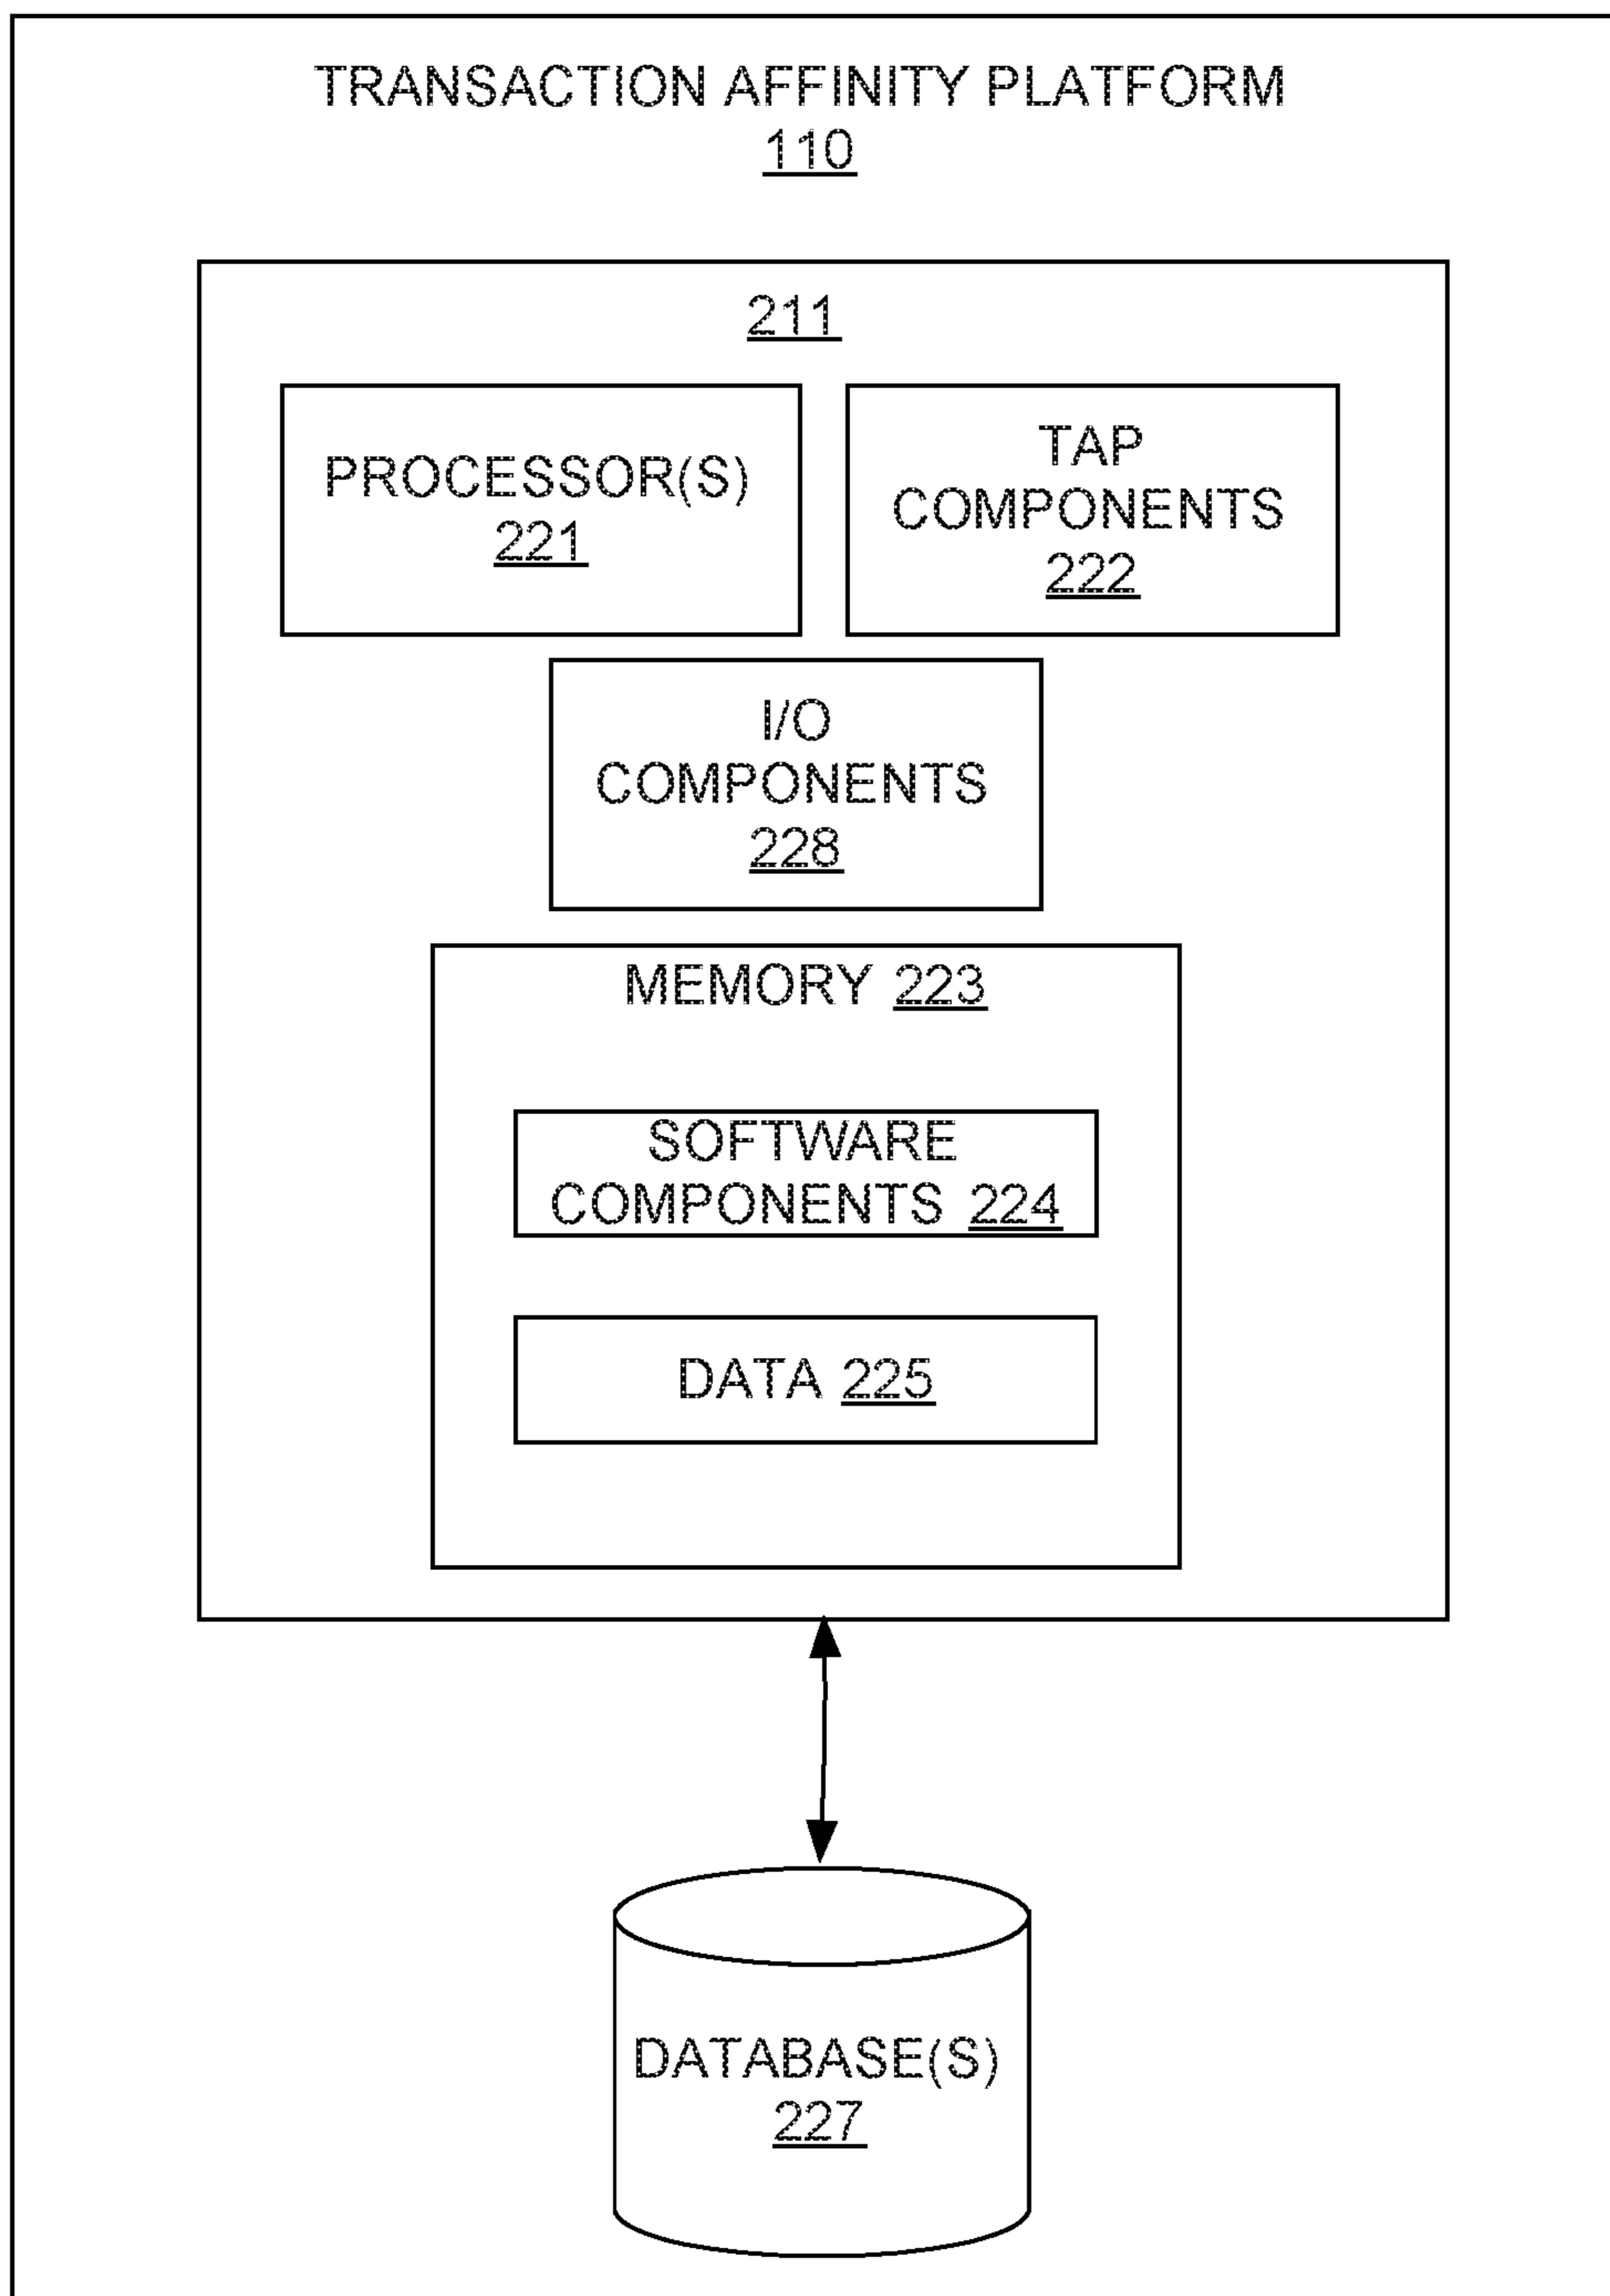 TRANSACTION AFFINITY PLATFORM
110
211
PROCESSOR(S)
221
TAP
COMPONENTS
222
I/O
COMPONENTS
228
MEMORY 223
SOFTWARE
COMPONENTS 224
DATA 225
DATABASE(S)
227